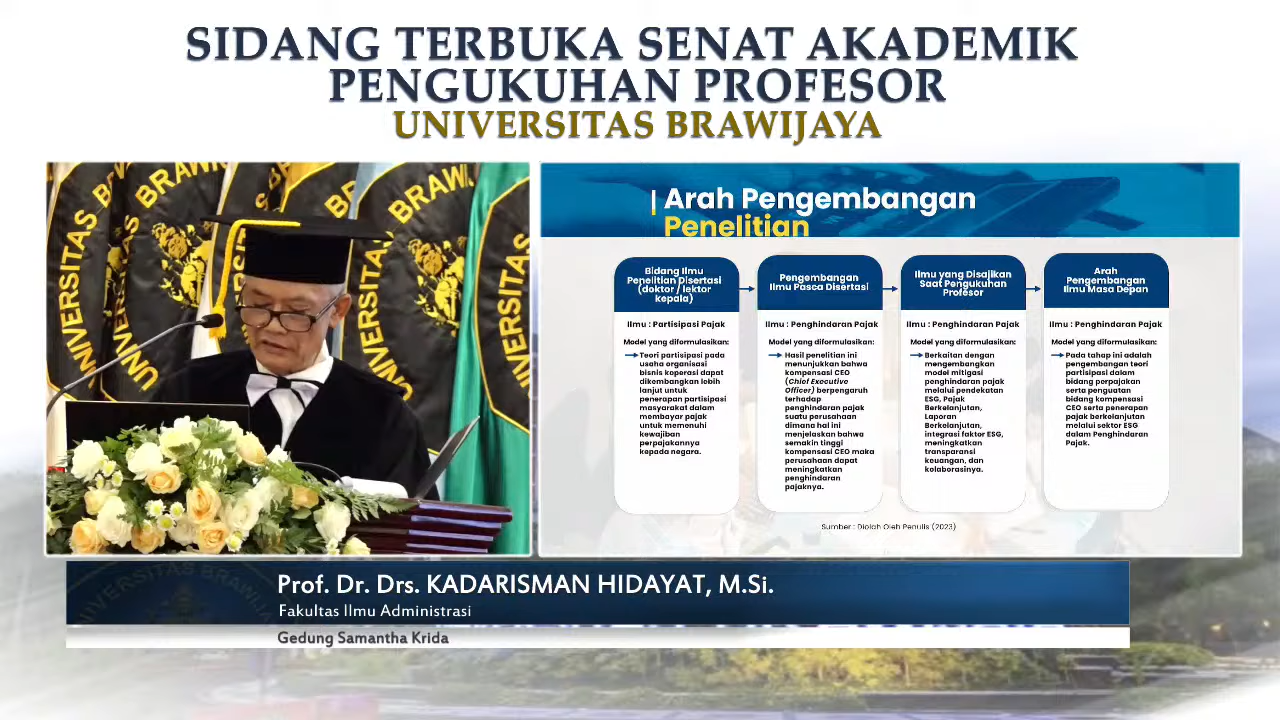 SIDANG TERBUKA SENAT AKADEMIK
PENGUKUHAN PROFESOR
UNIVERSITAS BRAWIJAYA
UNIVERSITAS BRAWIJAYA
UNIVERSITAS BRAW
UNIVERSITAS
BRAWIJ
UNIVERSITAS
Arah Pengembangan
Penelitian
Bidang Ilmu
Penelitian Disertasi
(doktor / lektor
kepala)
Ilmu : Partisipasi Pajak
Model yang diformulasikan:
Teori partisipasi pada
usaha organisasi
bisnis koperasi dapat
dikembangkan lebih
lanjut untuk
penerapan partisipasi
masyarakat dalam
membayar pajak
untuk memenuhi
kewajiban
perpajakannya
kepada negara.
Pengembangan
Ilmu Pasca Disertasi
Ilmu : Penghindaran Pajak
Model yang diformulasikan:
Hasil penelitian ini
menunjukkan bahwa
kompensasi CEO
(Chief Executive
Officer) berpengaruh
terhadap
penghindaran pajak
suatu perusahaan
dimana hal ini
menjelaskan bahwa
semakin tinggi
kompensasi CEO maka
perusahaan dapat
meningkatkan
penghindaran
pajaknya.
Ilmu yang Disajikan
Saat Pengukuhan
Profesor
Ilmu : Penghindaran Pajak
Model yang diformulasikan:
Berkaitan dengan
mengembangkan
model mitigasi
penghindaran pajak
melalui pendekatan
ESG, Pajak
Berkelanjutan,
Laporan
Berkelanjutan,
integrasi faktor ESG,
meningkatkan
transparansi
keuangan, dan
kolaborasinya.
Arah
Pengembangan
Ilmu Masa Depan
Ilmu : Penghindaran Pajak
Model yang diformulasikan:
Pada tahap ini adalah
pengembangan teori
partisipasi dalam
bidang perpajakan
serta penguatan
bidang kompensasi
CEO serta penerapan
pajak berkelanjutan
melalui sektor ESG
dalam Penghindaran
Pajak.
Sumber : Diolah Oleh Penulis (2023)
Prof. Dr. Drs. KADARISMAN HIDAYAT, M.Si.
Fakultas Ilmu Administrasi
Gedung Samantha Krida